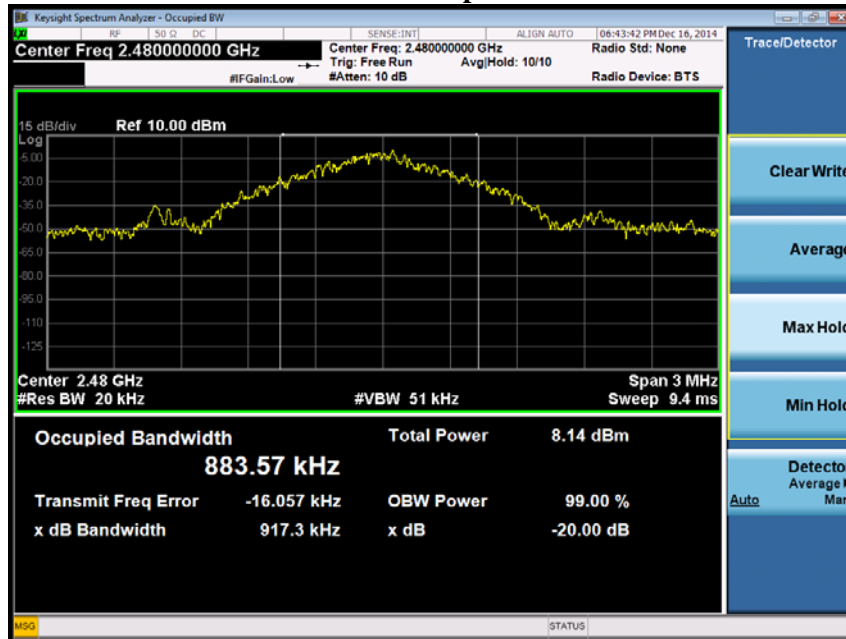 Keysight Spectrum Analyzer - Occupied BW
RF 50 Ω DC SENSE:INT ALIGN AUTO 06:43:42 PM Dec 16, 2014
Center Freq 2.480000000 GHz
Center Freq: 2.480000000 GHz
Radio Std: None
Trig: Free Run Avg|Hold: 10/10
#IFGain:Low #Atten: 10 dB Radio Device: BTS
Trace/Detector
15 dB/div Ref 10.00 dBm
Log
-5.00
-20.0
-35.0
-50.0
-65.0
-80.0
-95.0
-110
-125
Center 2.48 GHz Span 3 MHz
#Res BW 20 kHz #VBW 51 kHz Sweep 9.4 ms
Occupied Bandwidth Total Power 8.14 dBm
883.57 kHz
Transmit Freq Error -16.057 kHz OBW Power 99.00 %
x dB Bandwidth 917.3 kHz x dB -20.00 dB
Clear Write
Average
Max Hold
Min Hold
Detecto
Average
Auto Man
MSG STATUS